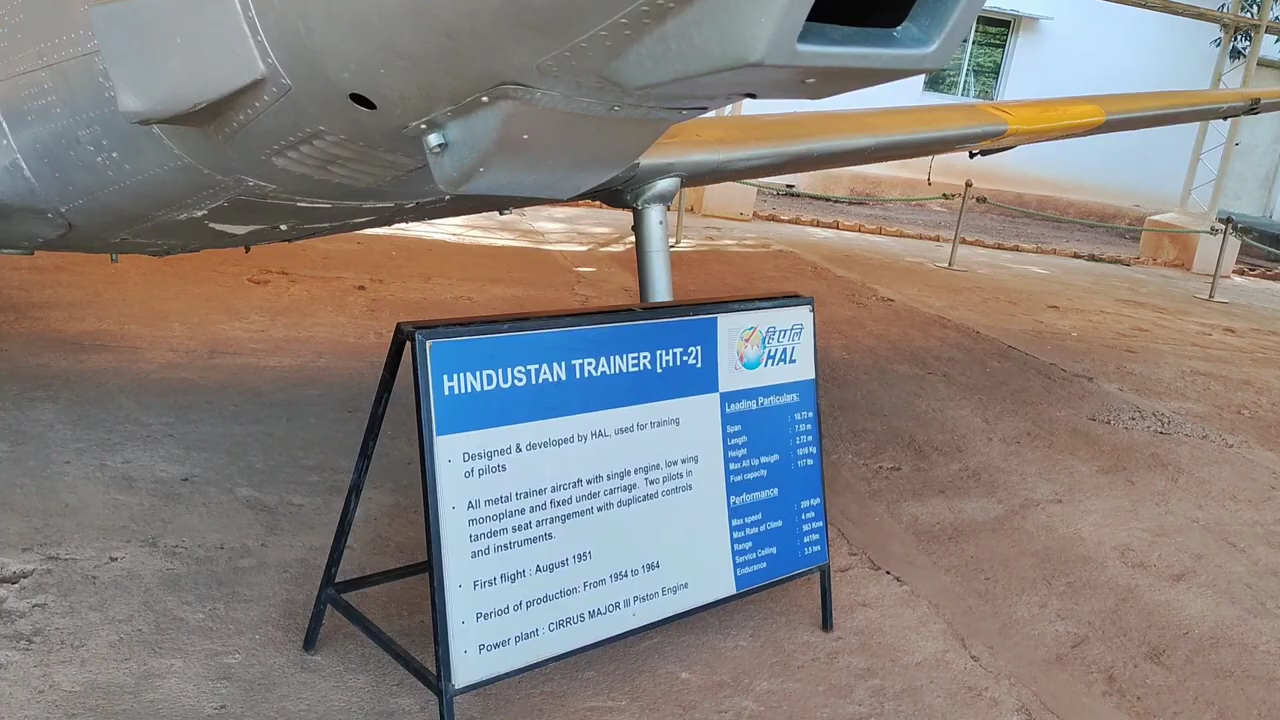 HINDUSTAN TRAINER [HT-2]
हिएलि
HAL
• Designed & developed by HAL, used for training
of pilots
• All metal trainer aircraft with single engine, low wing
monoplane and fixed under carriage. Two pilots in
tandem seat arrangement with duplicated controls
and instruments.
• First flight : August 1951
• Period of production: From 1954 to 1964
• Power plant : CIRRUS MAJOR III Piston Engine
Leading Particulars:
Span : 10.72 m
Length : 7.53 m
Height : 2.72 m
Max All Up Weigth : 1016 Kg
Fuel capacity : 117 lts
Performance
Max speed : 209 Kph
Max Rate of Climb : 4 m/s
Range : 563 Kms
Service Ceiling : 4419m
Endurance : 3.5 hrs